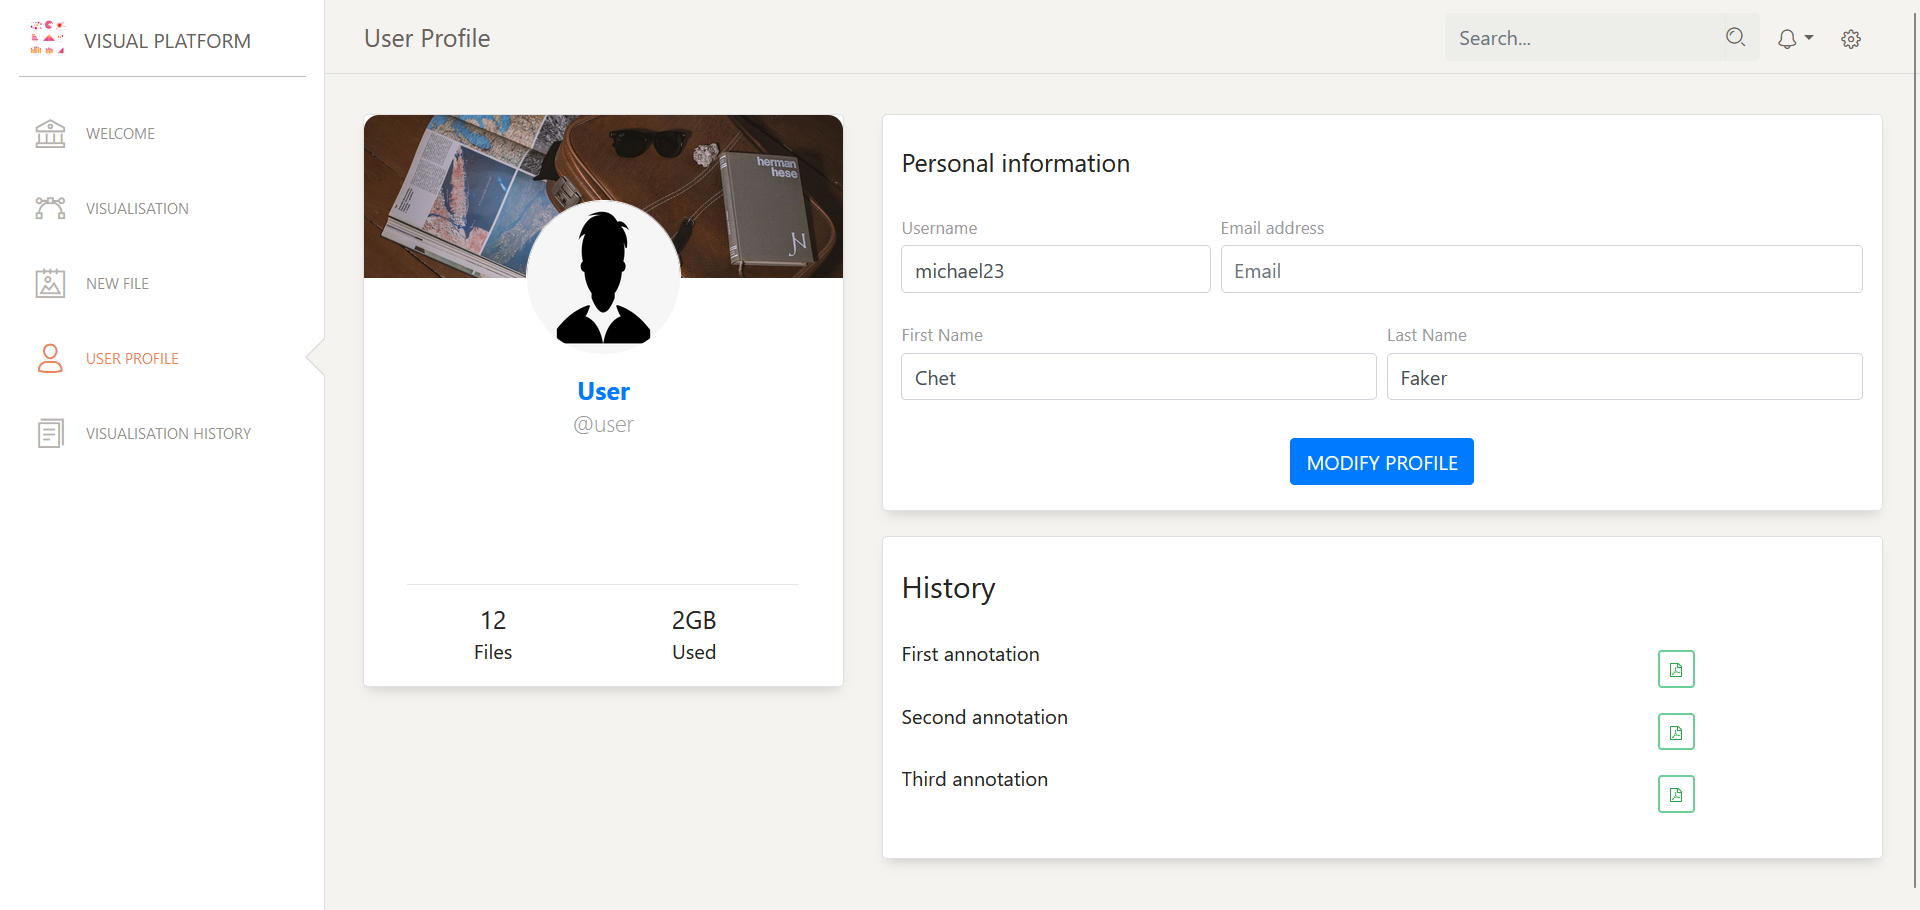 VISUAL PLATFORM
WELCOME
VISUALISATION
NEW FILE
USER PROFILE
VISUALISATION HISTORY
User Profile
Search...
herman
hese
User
@user
12
Files
2GB
Used
Personal information
Username
Email address
michael23
Email
First Name
Last Name
Chet
Faker
MODIFY PROFILE
History
First annotation
Second annotation
Third annotation